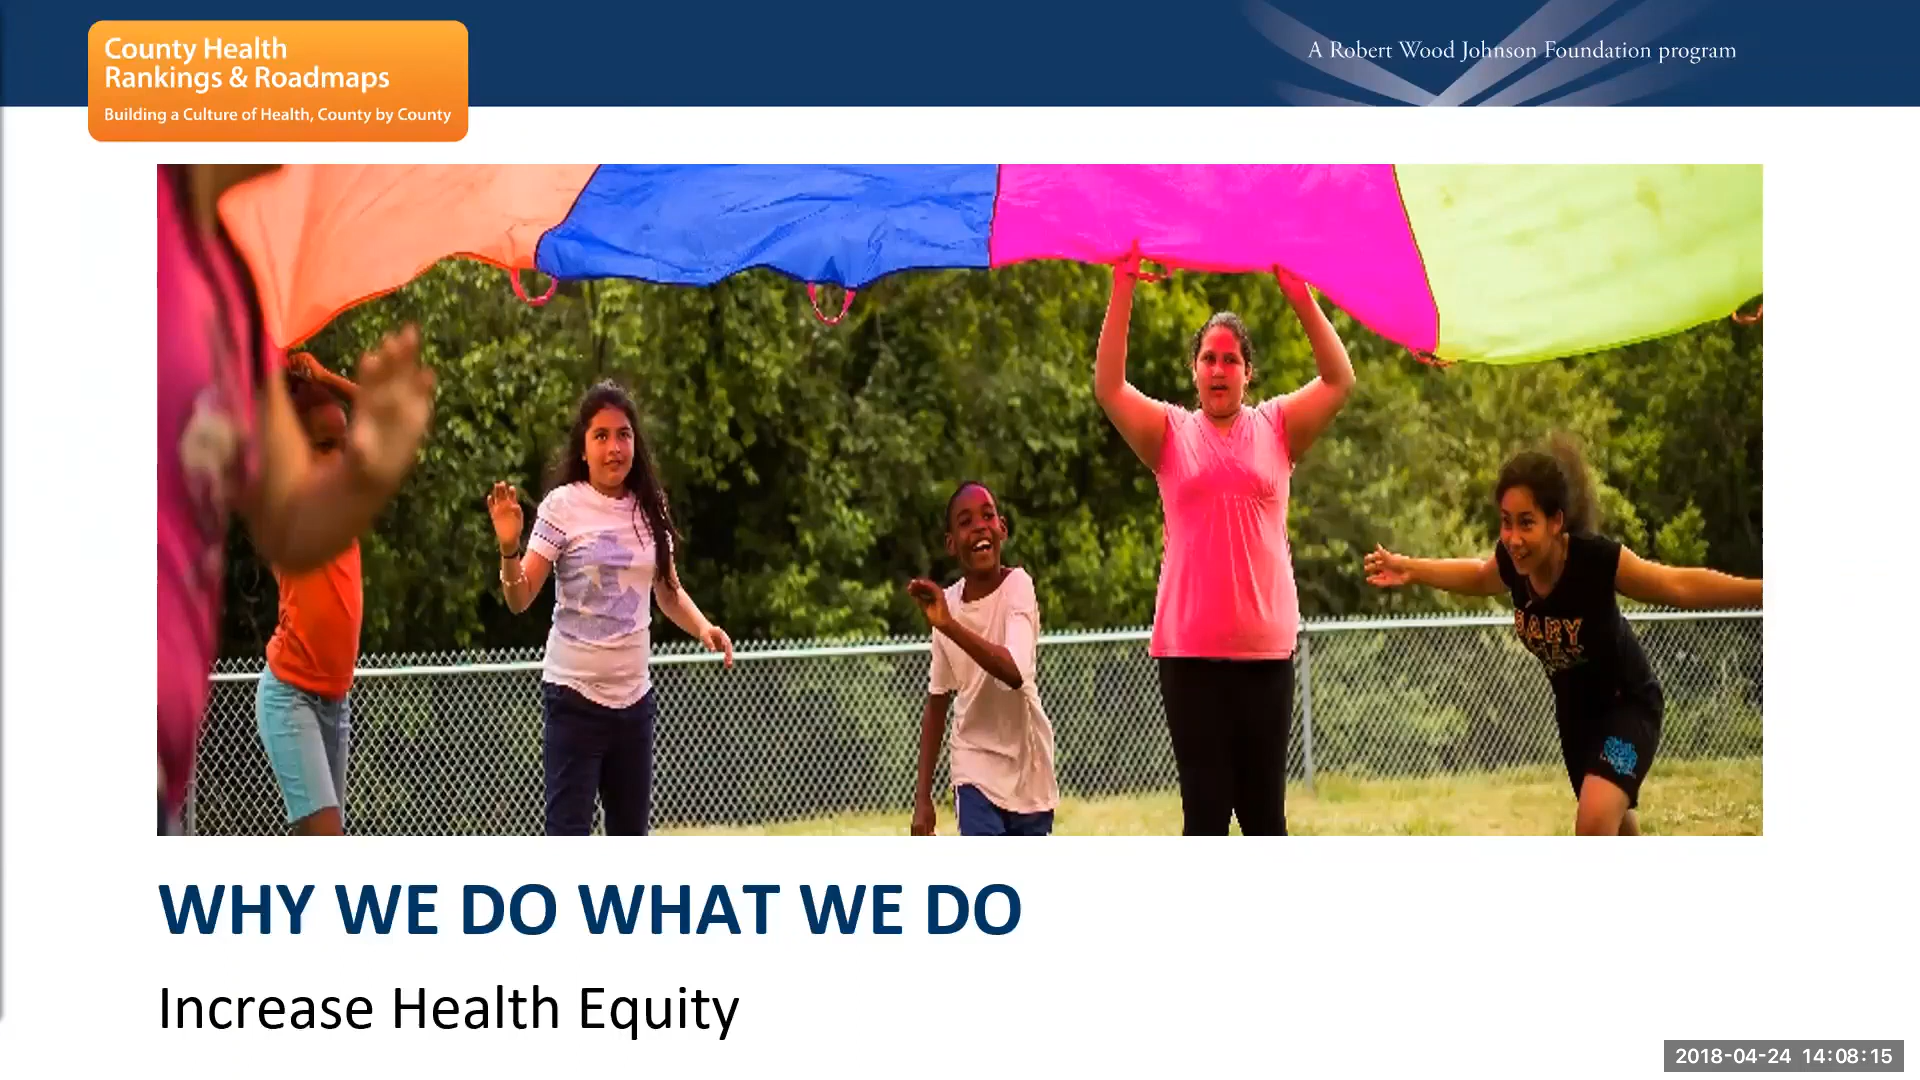 County Health
Rankings & Roadmaps
Building a Culture of Health, County by County
A Robert Wood Johnson Foundation program
WHY WE DO WHAT WE DO
Increase Health Equity
2018-04-24 14:08:15